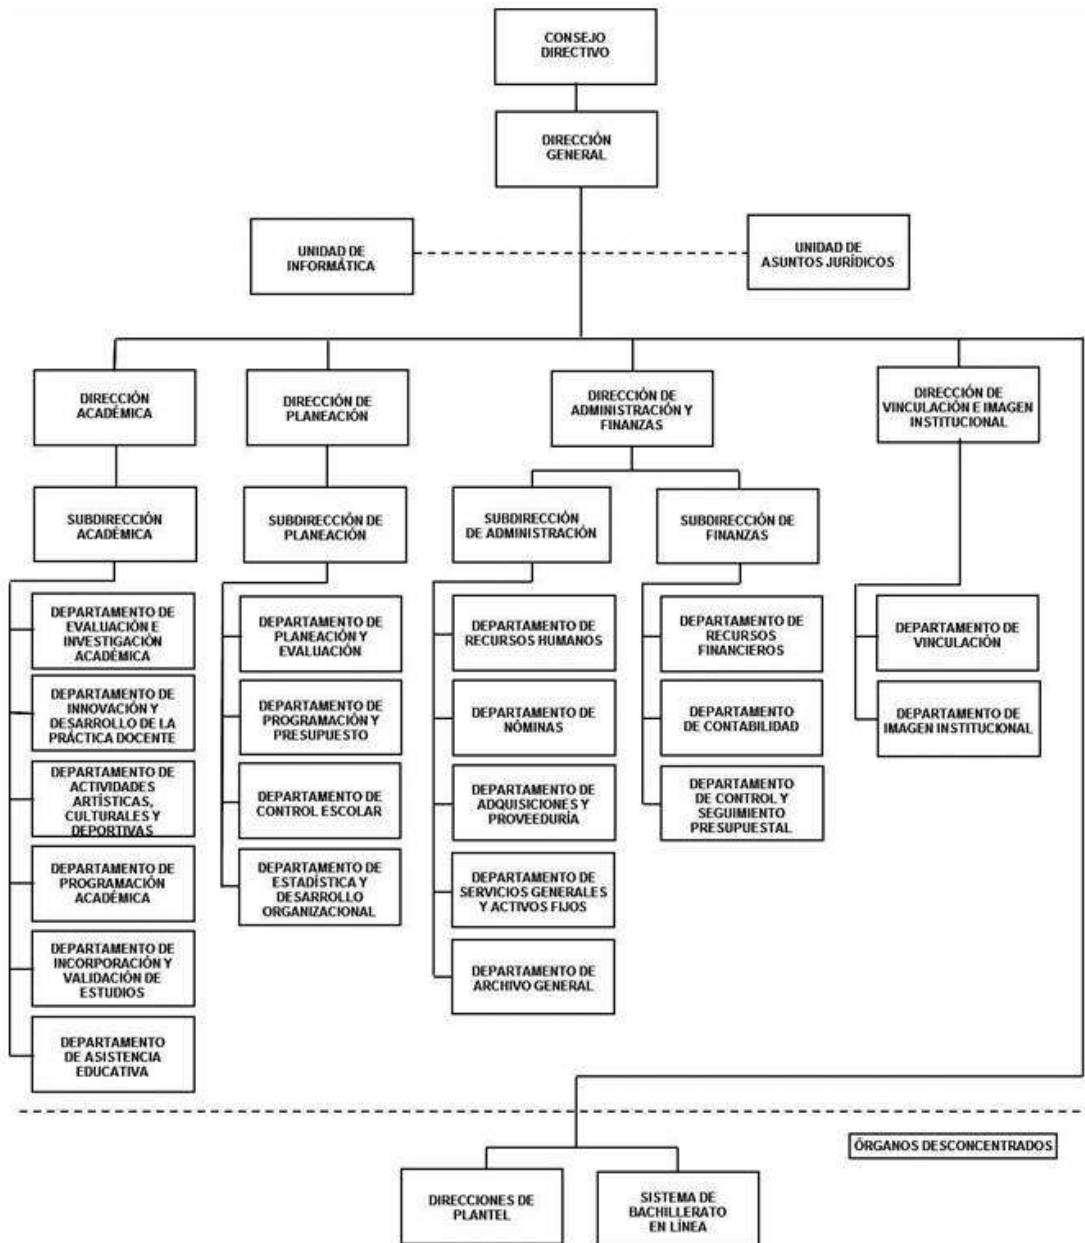 CONSEJO
DIRECTIVO
DIRECCIÓN
GENERAL
UNIDAD DE
INFORMÁTICA
UNIDAD DE
ASUNTOS JURÍDICOS
DIRECCIÓN
ACADÉMICA
DIRECCIÓN DE
PLANEACIÓN
DIRECCIÓN DE
ADMINISTRACIÓN Y
FINANZAS
DIRECCIÓN DE
VINCULACIÓN E IMAGEN
INSTITUCIONAL
SUBDIRECCIÓN
ACADÉMICA
SUBDIRECCIÓN DE
PLANEACIÓN
SUBDIRECCIÓN
DE ADMINISTRACIÓN
SUBDIRECCIÓN DE
FINANZAS
DEPARTAMENTO DE
EVALUACIÓN E
INVESTIGACIÓN
ACADÉMICA
DEPARTAMENTO DE
INNOVACIÓN Y
DESARROLLO DE LA
PRÁCTICA DOCENTE
DEPARTAMENTO DE
ACTIVIDADES
ARTÍSTICAS,
CULTURALES Y
DEPORTIVAS
DEPARTAMENTO DE
PROGRAMACIÓN
ACADÉMICA
DEPARTAMENTO DE
INCORPORACIÓN Y
VALIDACIÓN DE
ESTUDIOS
DEPARTAMENTO
DE ASISTENCIA
EDUCATIVA
DEPARTAMENTO DE
PLANEACIÓN Y
EVALUACIÓN
DEPARTAMENTO DE
PROGRAMACIÓN Y
PRESUPUESTO
DEPARTAMENTO DE
CONTROL ESCOLAR
DEPARTAMENTO DE
ESTADÍSTICA Y
DESARROLLO
ORGANIZACIONAL
DEPARTAMENTO DE
RECURSOS HUMANOS
DEPARTAMENTO DE
NÓMINAS
DEPARTAMENTO DE
ADQUISICIONES Y
PROVEEDURÍA
DEPARTAMENTO DE
SERVICIOS GENERALES
Y ACTIVOS FIJOS
DEPARTAMENTO DE
ARCHIVO GENERAL
DEPARTAMENTO DE
RECURSOS
FINANCIEROS
DEPARTAMENTO
DE CONTABILIDAD
DEPARTAMENTO
DE CONTROL Y
SEGUIMIENTO
PRESUPUESTAL
DEPARTAMENTO DE
VINCULACIÓN
DEPARTAMENTO DE
IMAGEN INSTITUCIONAL
ÓRGANOS DESCONCENTRADOS
DIRECCIONES DE
PLANTEL
SISTEMA DE
BACHILLERATO
EN LÍNEA